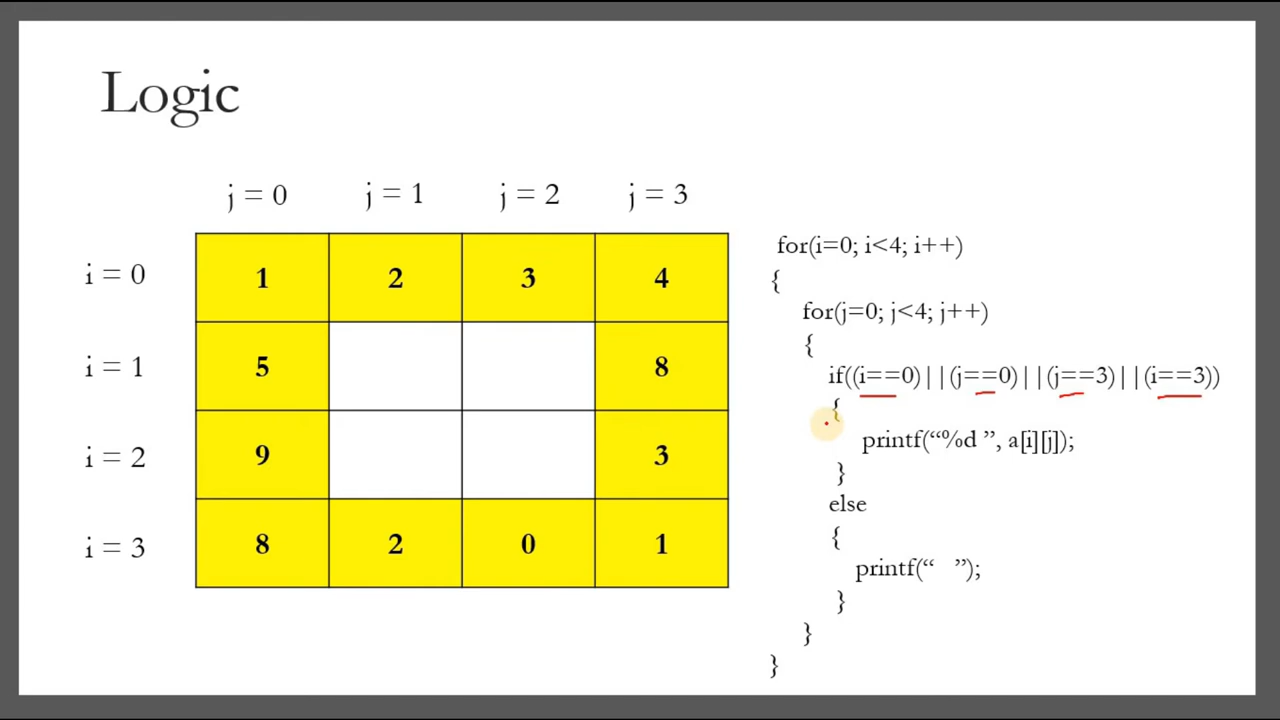 Logic
j = 0 j = 1 j = 2 j = 3
i = 0 1 2 3 4
i = 1 5 8
i = 2 9 3
i = 3 8 2 0 1
for(i=0; i<4; i++)
{
for(j=0; j<4; j++)
{
if((i==0)||(j==0)||(j==3)||(i==3))
{
printf(“%d ”, a[i][j]);
}
else
{
printf(“ ”);
}
}
}